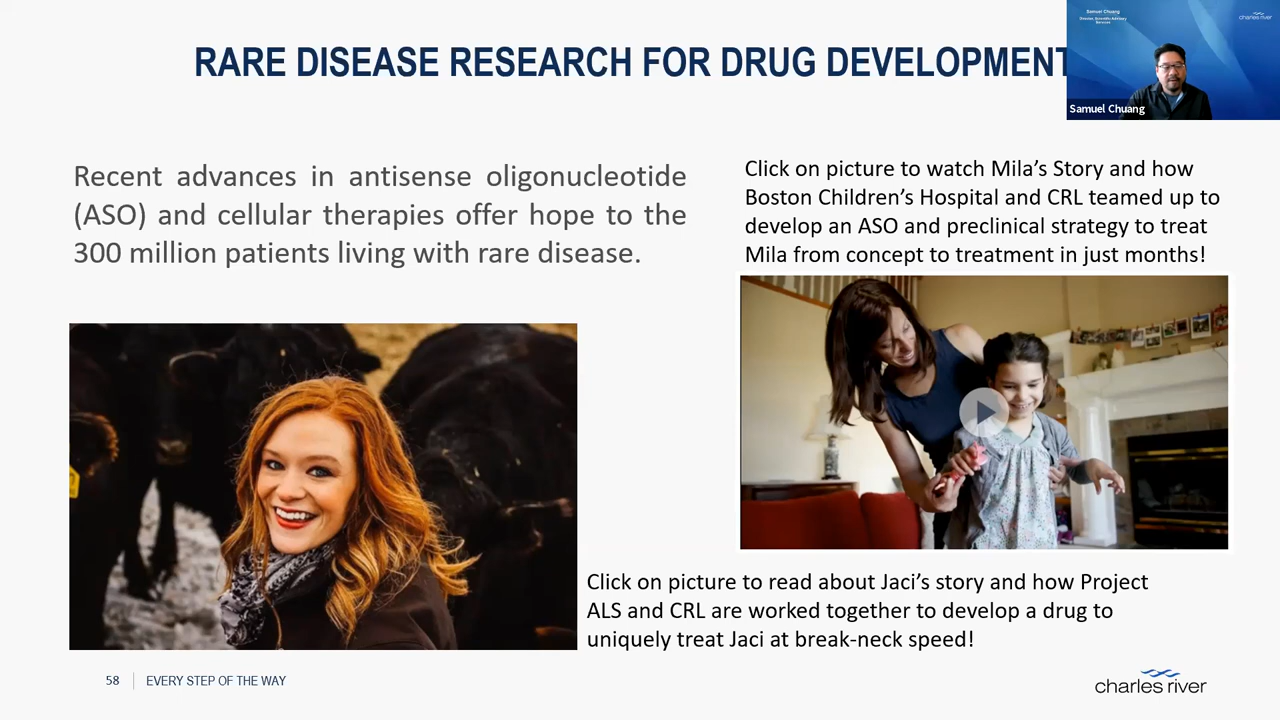 RARE DISEASE RESEARCH FOR DRUG DEVELOPMENT
Samuel Chuang
Director, Scientific Advisory
Services
charles river
Samuel Chuang
Recent advances in antisense oligonucleotide
(ASO) and cellular therapies offer hope to the
300 million patients living with rare disease.
Click on picture to watch Mila’s Story and how
Boston Children’s Hospital and CRL teamed up to
develop an ASO and preclinical strategy to treat
Mila from concept to treatment in just months!
Click on picture to read about Jaci’s story and how Project
ALS and CRL are worked together to develop a drug to
uniquely treat Jaci at break-neck speed!
58 EVERY STEP OF THE WAY
charles river